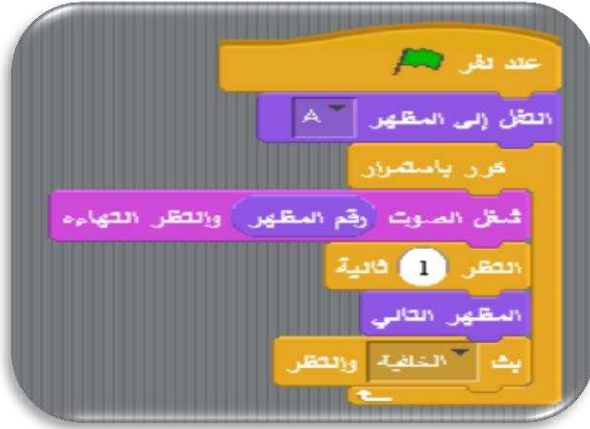 عند نقر
انتقل إلى المظهر A
كرر باستمرار
شغل الصوت رقم المظهر وانتظر انتهاءه
انتظر 1 ثانية
المظهر التالي
بث الخلفية وانتظر